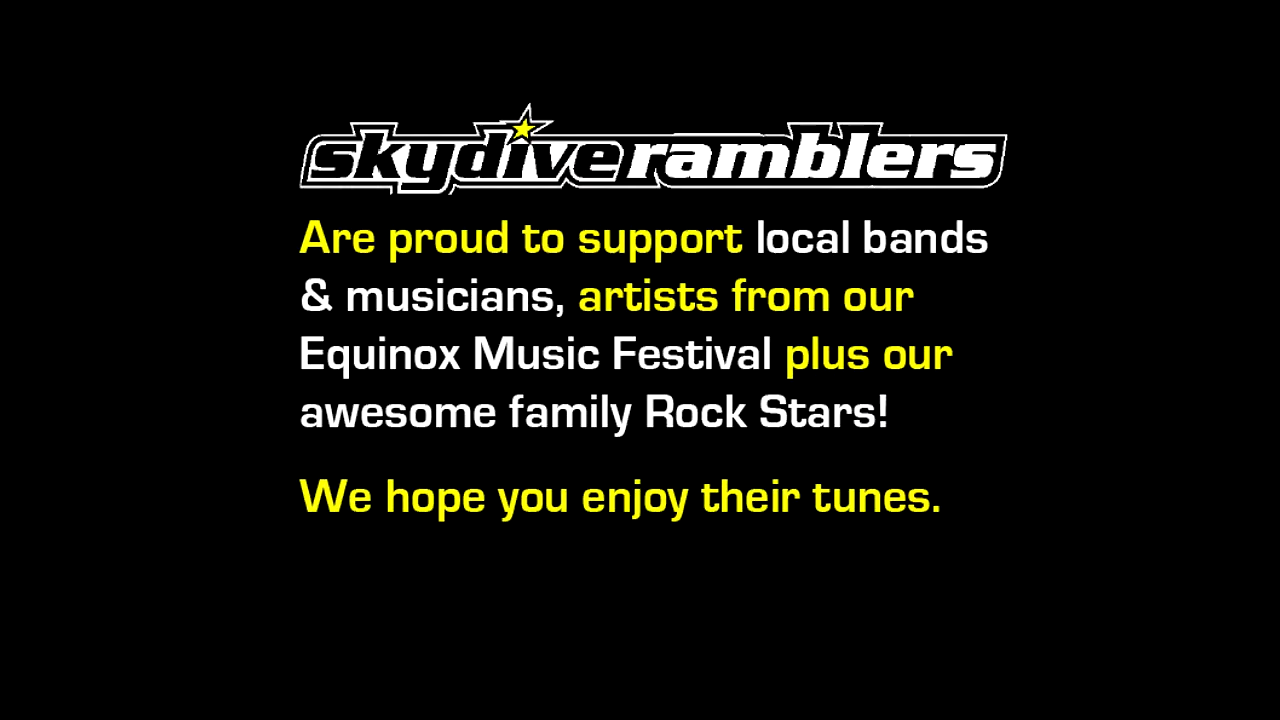 skydiveramblers
Are proud to support local bands
& musicians, artists from our
Equinox Music Festival plus our
awesome family Rock Stars!
We hope you enjoy their tunes.